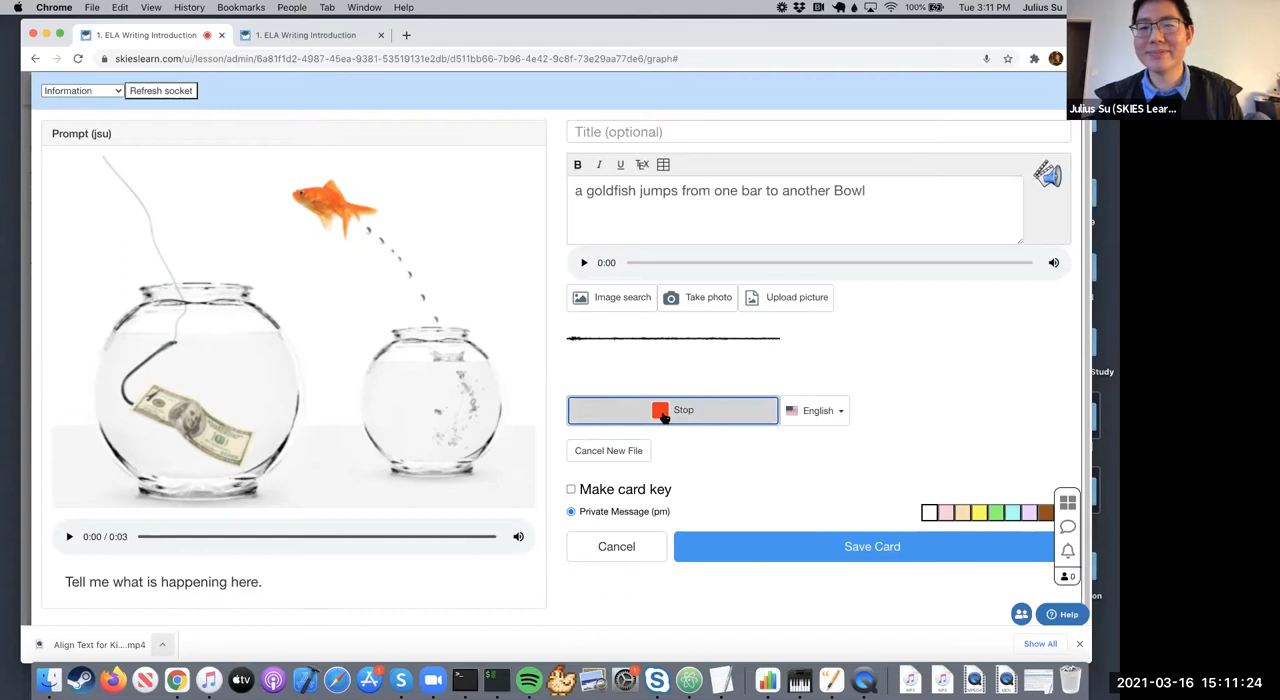 Chrome File Edit View History Bookmarks People Tab Window Help 100% Tue 3:11 PM Julius Su
1. ELA Writing Introduction
1. ELA Writing Introduction
skieslearn.com/ui/lesson/admin/6a81f1d2-4987-45ea-9381-53519131e2db/d511bb66-7b96-4e42-9c8f-73e29aa77de6/graph#
Julius Su (SKIES Lear...
Information Refresh socket
Prompt (jsu)
Title (optional)
B I U TEX
a goldfish jumps from one bar to another Bowl
0:00
Image search Take photo Upload picture
Study
Stop English
Cancel New File
Make card key
Private Message (pm)
0:00 / 0:03
Cancel Save Card
0
Tell me what is happening here.
on
Help
Align Text for Ki....mp4
Show All
2021-03-16 15:11:24